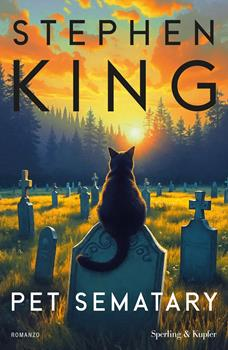 STEPHEN
KING
PET SEMATARY
ROMANZO
Sperling & Kupfer